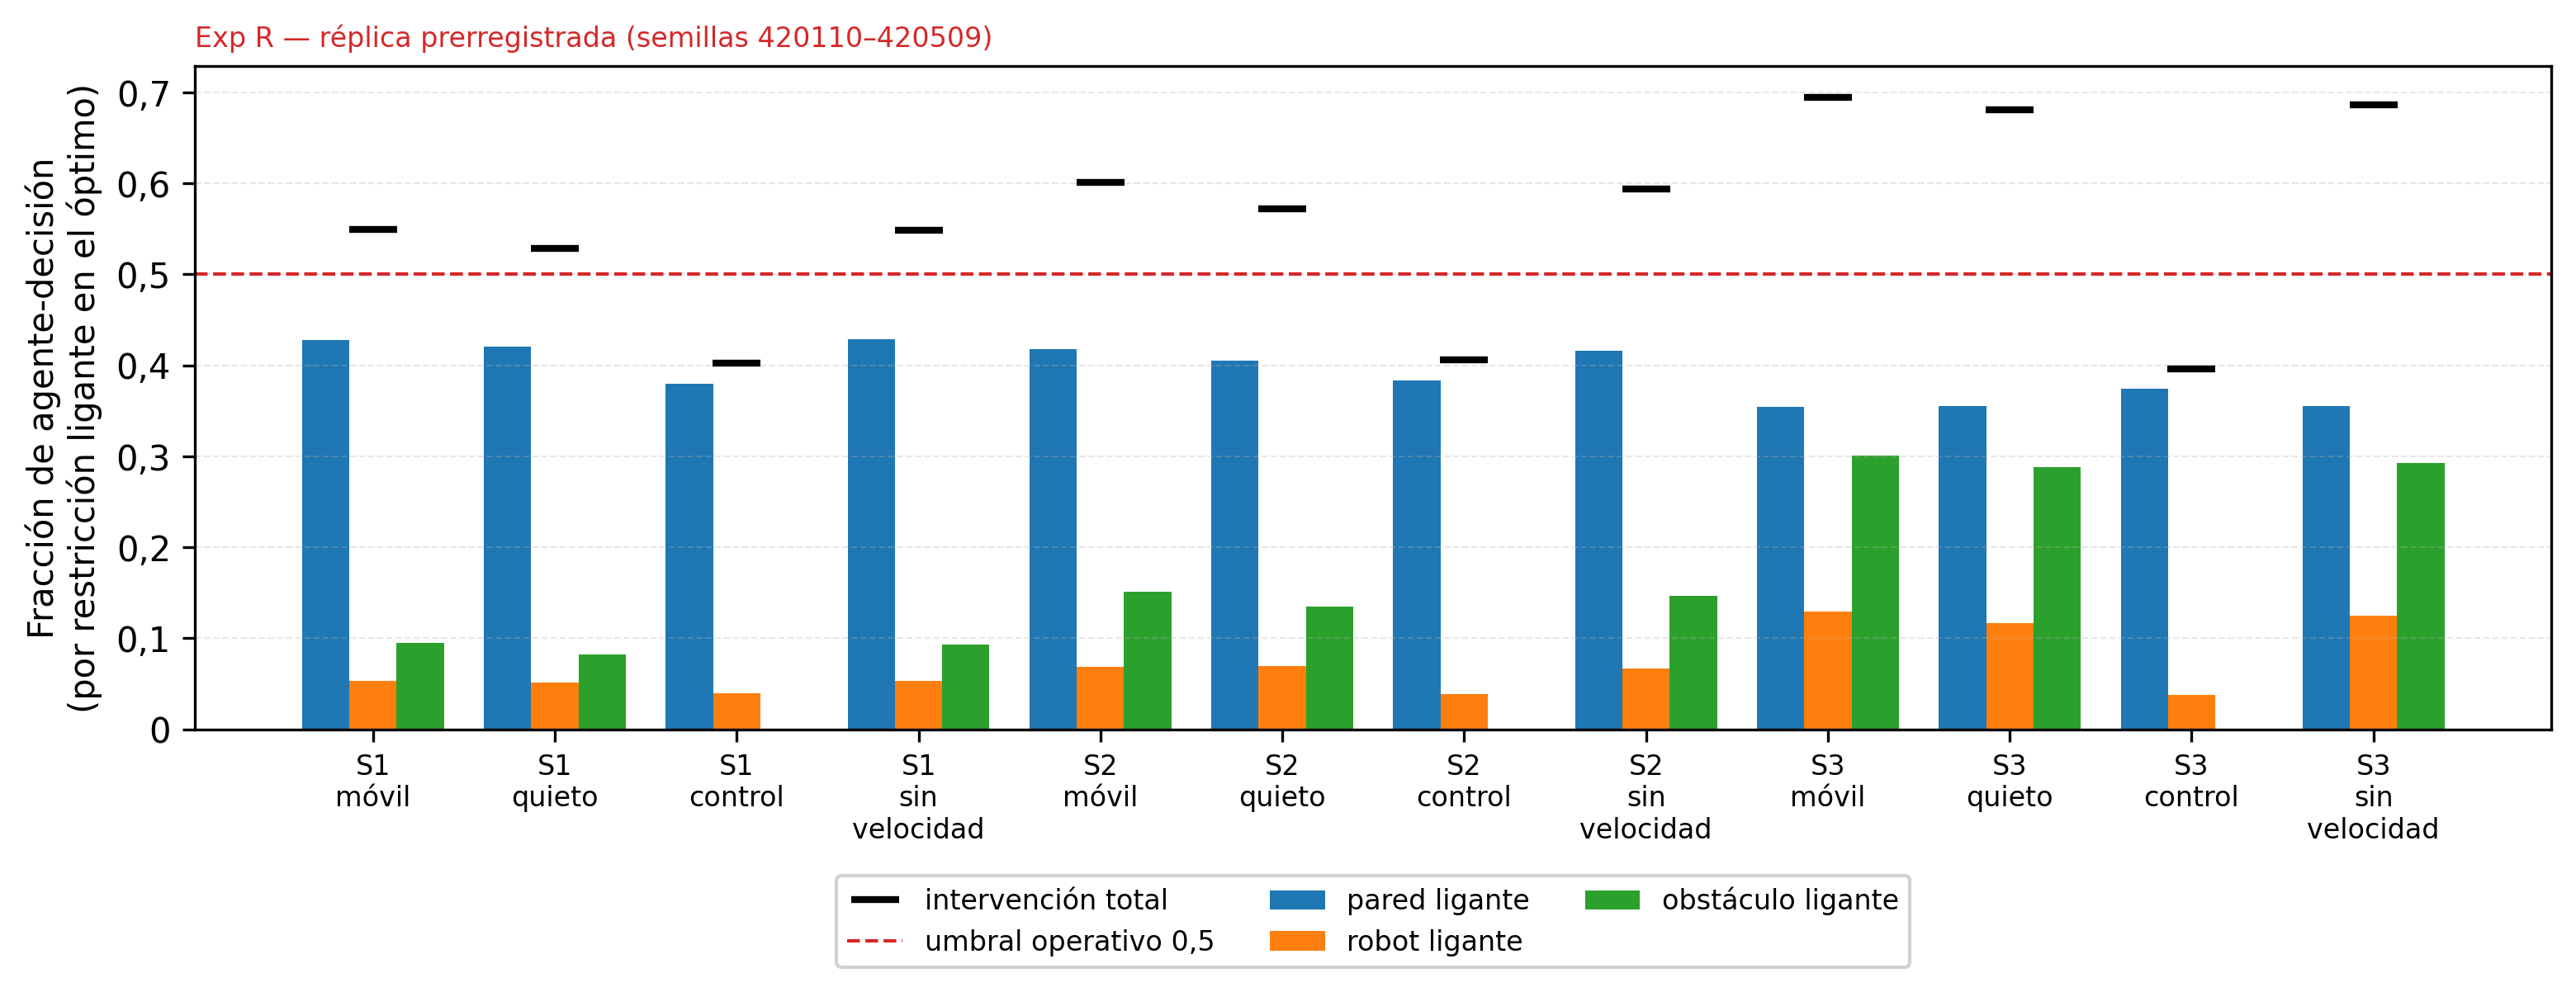 Exp R — réplica prerregistrada (semillas 420110–420509)
Fracción de agente-decisión
(por restricción ligante en el óptimo)
0,7
0,6
0,5
0,4
0,3
0,2
0,1
0
S1
móvil
S1
quieto
S1
control
S1
sin
velocidad
S2
móvil
S2
quieto
S2
control
S2
sin
velocidad
S3
móvil
S3
quieto
S3
control
S3
sin
velocidad
intervención total
umbral operativo 0,5
pared ligante
robot ligante
obstáculo ligante